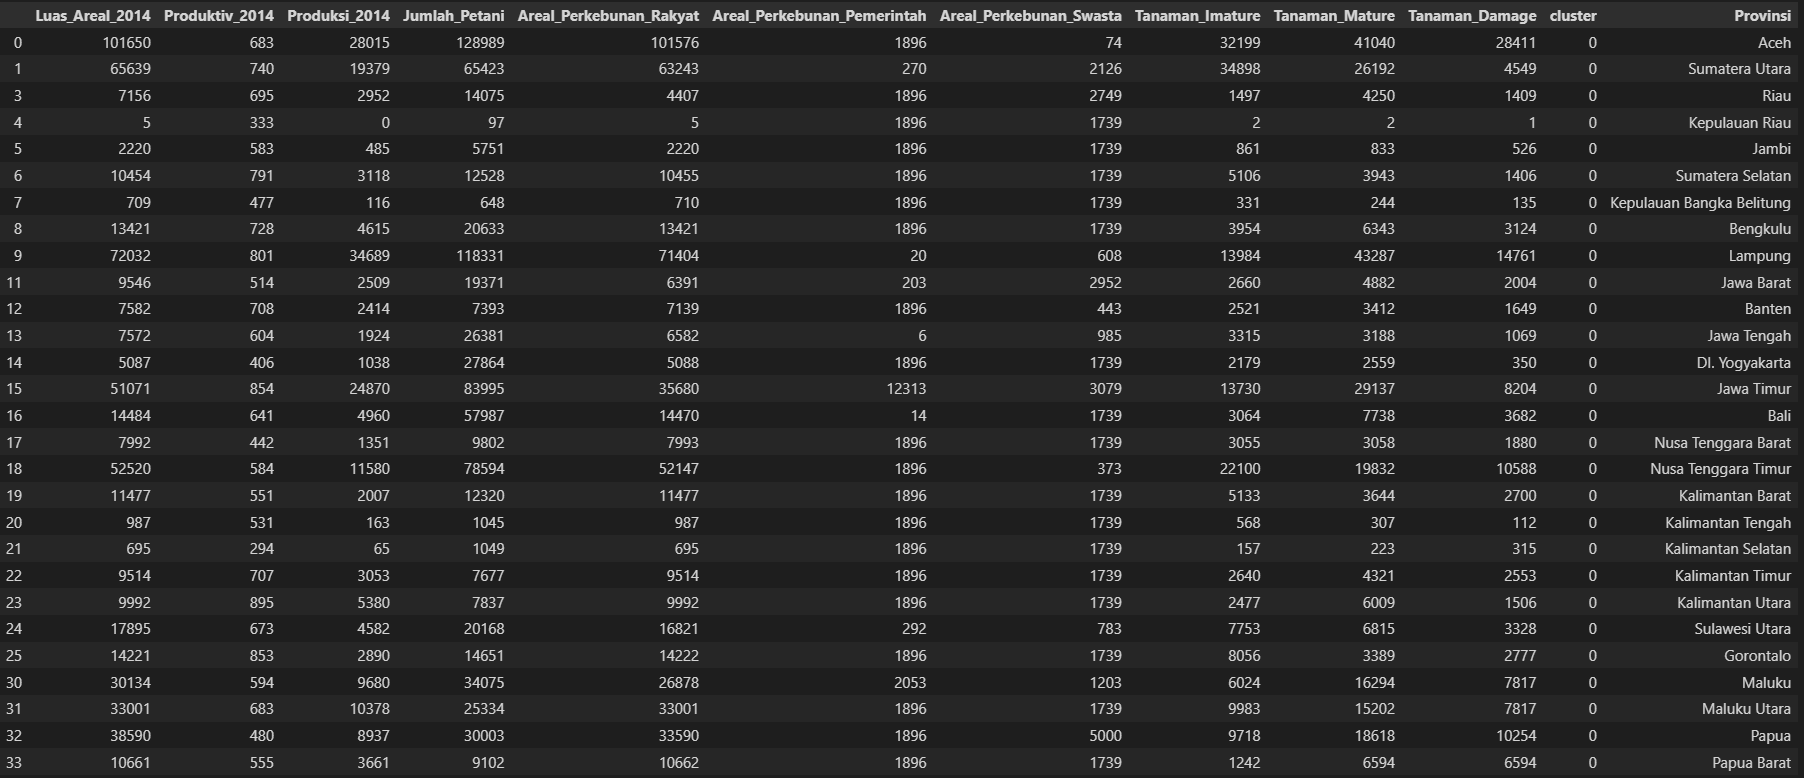 Luas_Areal_2014 Produktiv_2014 Produksi_2014 Jumlah_Petani Areal_Perkebunan_Rakyat Areal_Perkebunan_Pemerintah Areal_Perkebunan_Swasta Tanaman_Imature Tanaman_Mature Tanaman_Damage cluster Provinsi
0 101650 683 28015 128989 101576 1896 74 32199 41040 28411 0 Aceh
1 65639 740 19379 65423 63243 270 2126 34898 26192 4549 0 Sumatera Utara
3 7156 695 2952 14075 4407 1896 2749 1497 4250 1409 0 Riau
4 5 333 0 97 5 1896 1739 2 2 1 0 Kepulauan Riau
5 2220 583 485 5751 2220 1896 1739 861 833 526 0 Jambi
6 10454 791 3118 12528 10455 1896 1739 5106 3943 1406 0 Sumatera Selatan
7 709 477 116 648 710 1896 1739 331 244 135 0 Kepulauan Bangka Belitung
8 13421 728 4615 20633 13421 1896 1739 3954 6343 3124 0 Bengkulu
9 72032 801 34689 118331 71404 20 608 13984 43287 14761 0 Lampung
11 9546 514 2509 19371 6391 203 2952 2660 4882 2004 0 Jawa Barat
12 7582 708 2414 7393 7139 1896 443 2521 3412 1649 0 Banten
13 7572 604 1924 26381 6582 6 985 3315 3188 1069 0 Jawa Tengah
14 5087 406 1038 27864 5088 1896 1739 2179 2559 350 0 DI. Yogyakarta
15 51071 854 24870 83995 35680 12313 3079 13730 29137 8204 0 Jawa Timur
16 14484 641 4960 57987 14470 14 1739 3064 7738 3682 0 Bali
17 7992 442 1351 9802 7993 1896 1739 3055 3058 1880 0 Nusa Tenggara Barat
18 52520 584 11580 78594 52147 1896 373 22100 19832 10588 0 Nusa Tenggara Timur
19 11477 551 2007 12320 11477 1896 1739 5133 3644 2700 0 Kalimantan Barat
20 987 531 163 1045 987 1896 1739 568 307 112 0 Kalimantan Tengah
21 695 294 65 1049 695 1896 1739 157 223 315 0 Kalimantan Selatan
22 9514 707 3053 7677 9514 1896 1739 2640 4321 2553 0 Kalimantan Timur
23 9992 895 5380 7837 9992 1896 1739 2477 6009 1506 0 Kalimantan Utara
24 17895 673 4582 20168 16821 292 783 7753 6815 3328 0 Sulawesi Utara
25 14221 853 2890 14651 14222 1896 1739 8056 3389 2777 0 Gorontalo
30 30134 594 9680 34075 26878 2053 1203 6024 16294 7817 0 Maluku
31 33001 683 10378 25334 33001 1896 1739 9983 15202 7817 0 Maluku Utara
32 38590 480 8937 30003 33590 1896 5000 9718 18618 10254 0 Papua
33 10661 555 3661 9102 10662 1896 1739 1242 6594 6594 0 Papua Barat